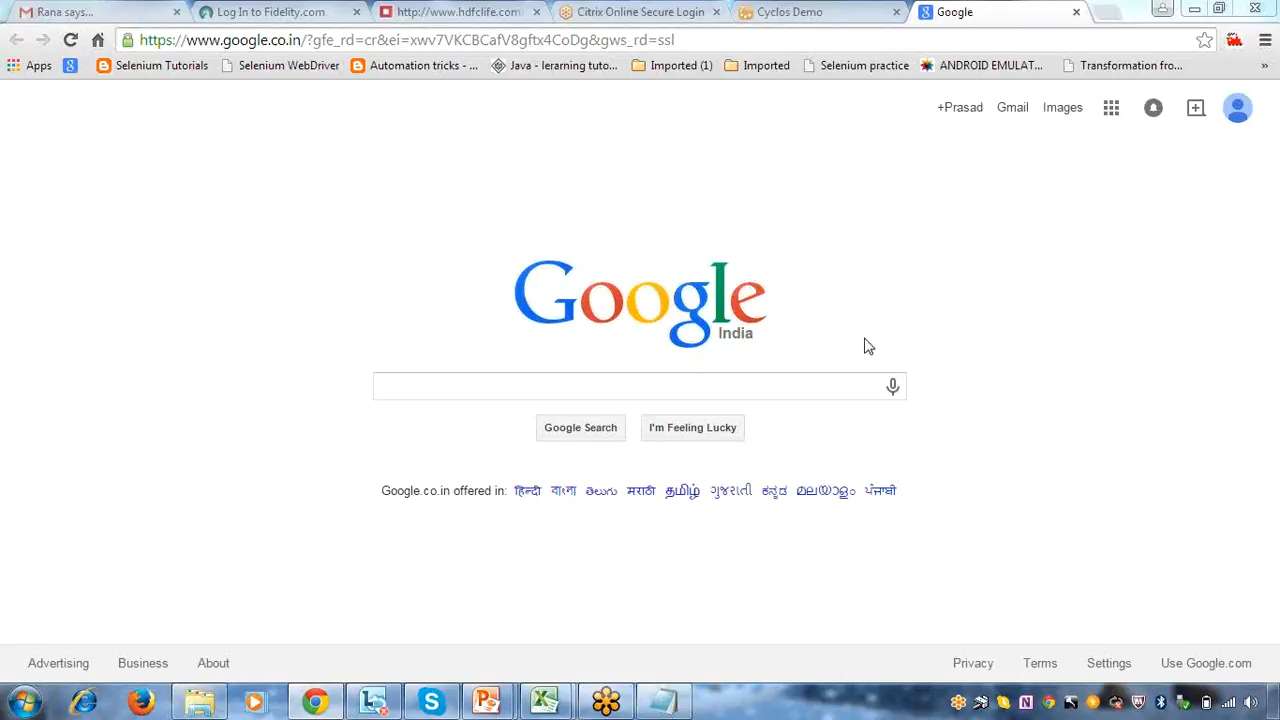 Rana says... Log In to Fidelity.com http://www.hdfclife.com Citrix Online Secure Login Cyclos Demo Google
https://www.google.co.in/?gfe_rd=cr&ei=xwv7VKCBCafV8gftx4CoDg&gws_rd=ssl
Apps Selenium Tutorials Selenium WebDriver Automation tricks - ... Java - learning tuto... Imported (1) Imported Selenium practice ANDROID EMULAT... Transformation fro... »
+Prasad Gmail Images
Google
India
Google Search I'm Feeling Lucky
Google.co.in offered in: हिन्दी বাংলা తెలుగు मराठी தமிழ் ગુજરાતી ಕನ್ನಡ മലയാളം ਪੰਜਾਬੀ
Advertising Business About Privacy Terms Settings Use Google.com